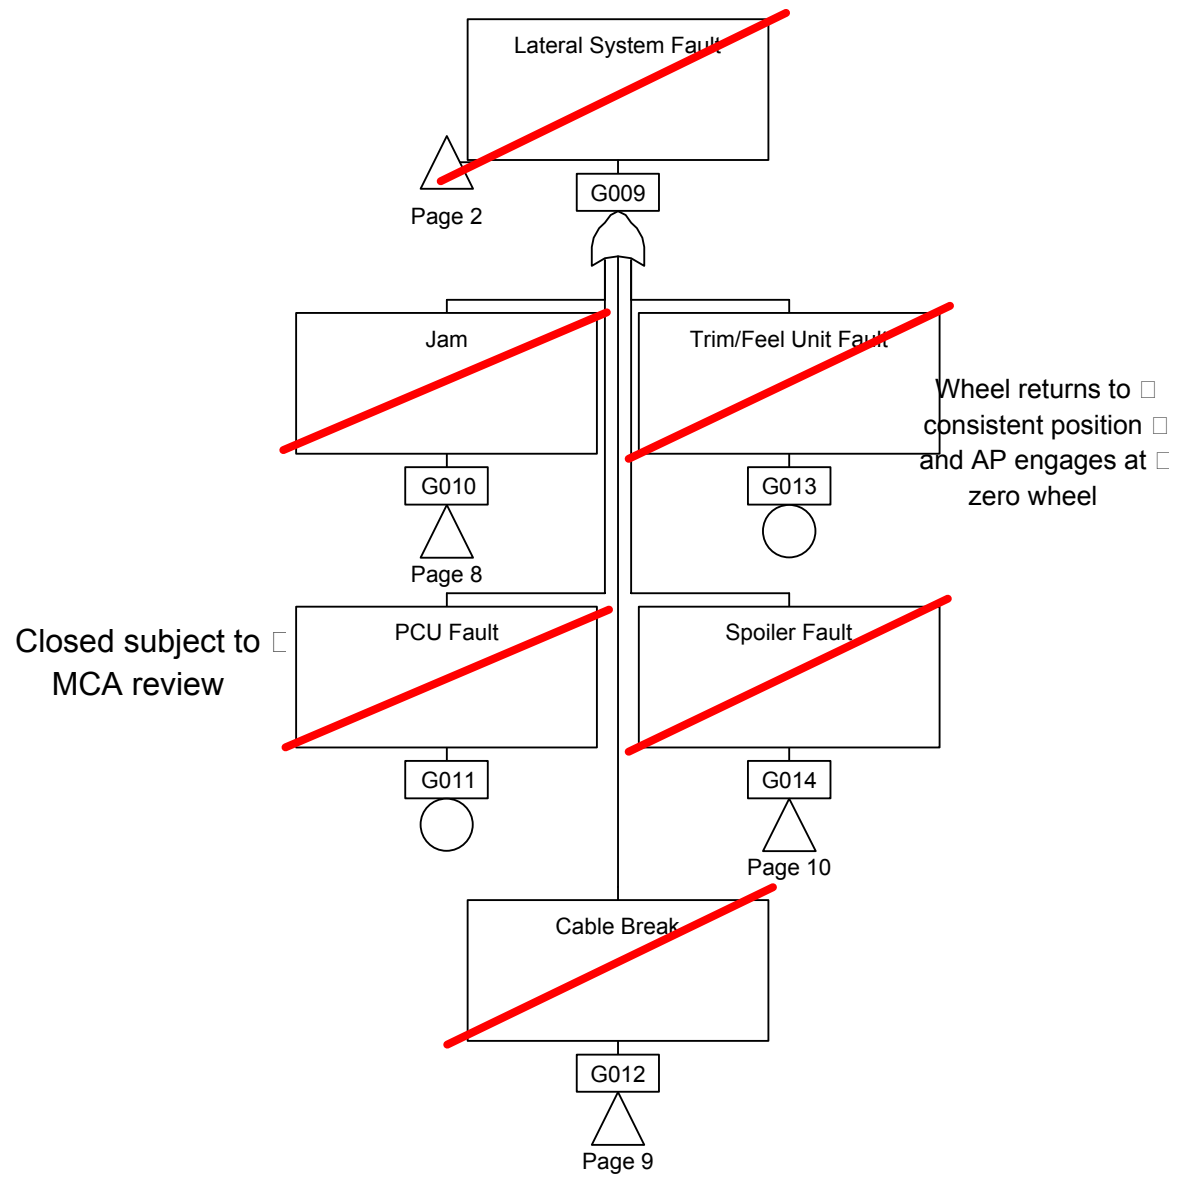 Lateral System Fault
G009
Page 2
Jam
G010
Page 8
Trim/Feel Unit Fault
G013
Wheel returns to
consistent position
and AP engages at
zero wheel
Closed subject to
MCA review
PCU Fault
G011
Spoiler Fault
G014
Page 10
Cable Break
G012
Page 9